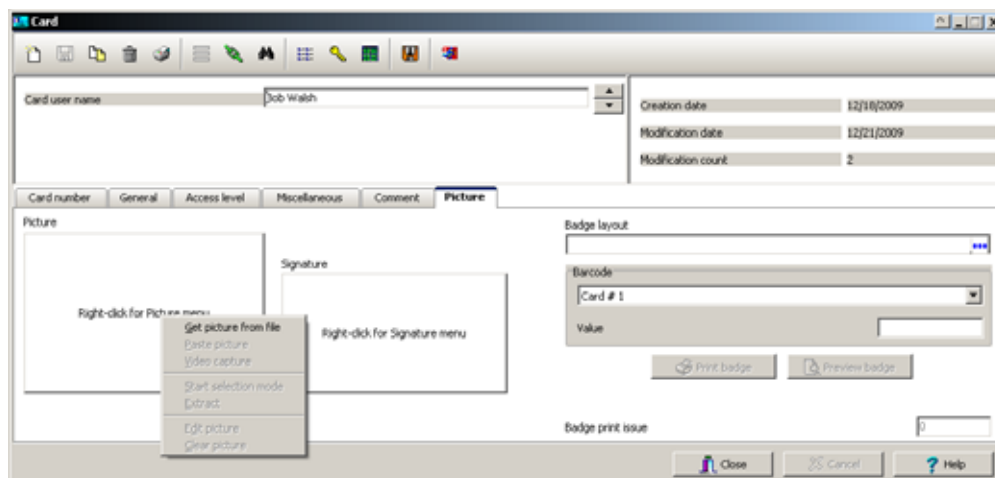 Card
Card user name
Bob Walsh
Creation date 12/18/2009
Modification date 12/21/2009
Modification count 2
Card number General Access level Miscellaneous Comment Picture
Picture
Right-click for Picture menu
Signature
Right-click for Signature menu
Get picture from file
Paste picture
Video capture
Start selection mode
Extract
Edit picture
Clear picture
Badge layout
Barcode
Card # 1
Value
Print badge Preview badge
Badge print issue 0
Close Cancel Help